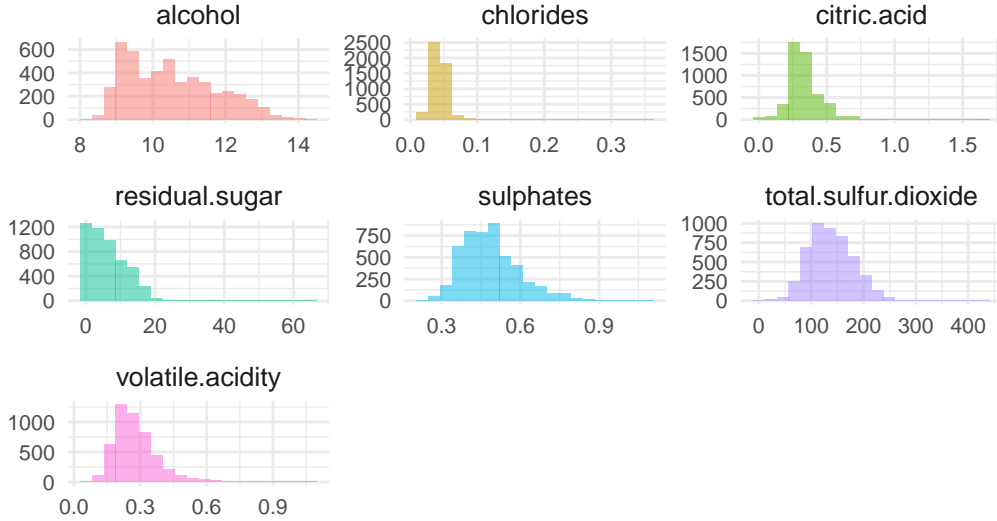 alcohol
600
400
200
0
8 10 12 14
chlorides
2500
2000
1500
1000
500
0
0.0 0.1 0.2 0.3
citric.acid
1500
1000
500
0
0.0 0.5 1.0 1.5
residual.sugar
1200
800
400
0
0 20 40 60
sulphates
750
500
250
0
0.3 0.6 0.9
total.sulfur.dioxide
1000
750
500
250
0
0 100 200 300 400
volatile.acidity
1000
500
0
0.0 0.3 0.6 0.9